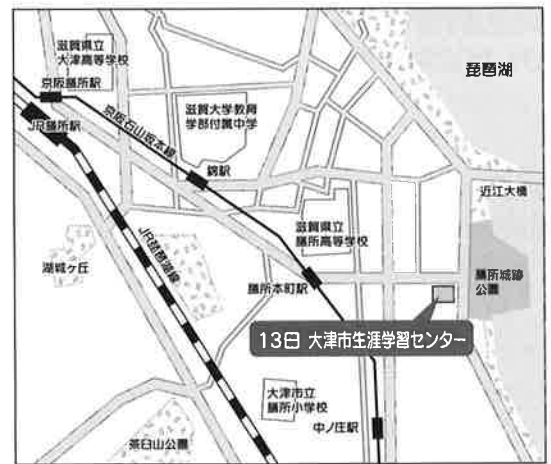 滋賀県立
大津高等学校
琵琶湖
京阪膳所駅
JR膳所駅
京阪石山坂本線
滋賀大学教育
学部付属中学
錦駅
近江大橋
滋賀県立
膳所高等学校
JR琵琶湖線
湖城ヶ丘
膳所本町駅
膳所城跡
公園
13日 大津市生涯学習センター
大津市立
膳所小学校
中ノ庄駅
茶臼山公園